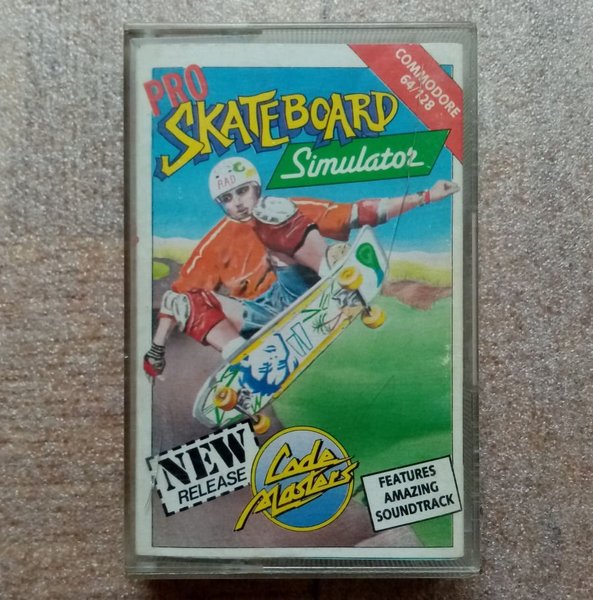 PRO
SKATEBOARD
Simulator
COMMODORE
64/128
RAD
NEW
RELEASE
Code
Masters
FEATURES
AMAZING
SOUNDTRACK